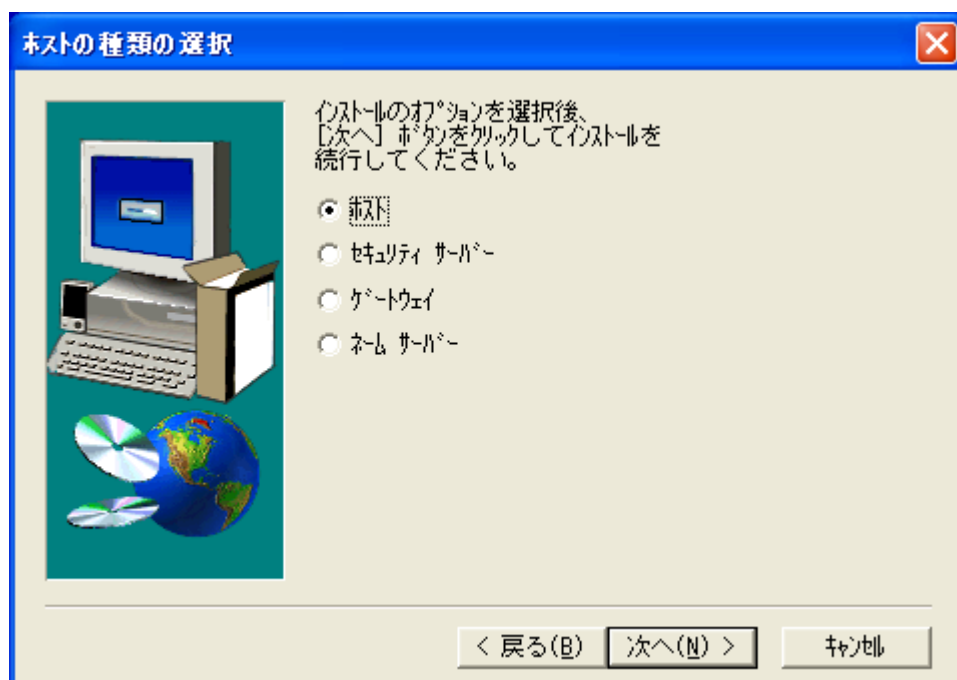 ホストの種類の選択
ｲﾝｽﾄｰﾙのｵﾌﾟｼｮﾝを選択後、
[次へ] ﾎﾞﾀﾝをｸﾘｯｸしてｲﾝｽﾄｰﾙを
続行してください。
ﾎｽﾄ
ｾｷｭﾘﾃｨ ｻｰﾊﾞｰ
ｹﾞｰﾄｳｪｲ
ﾈｰﾑ ｻｰﾊﾞｰ
< 戻る(B)
次へ(N) >
ｷｬﾝｾﾙ